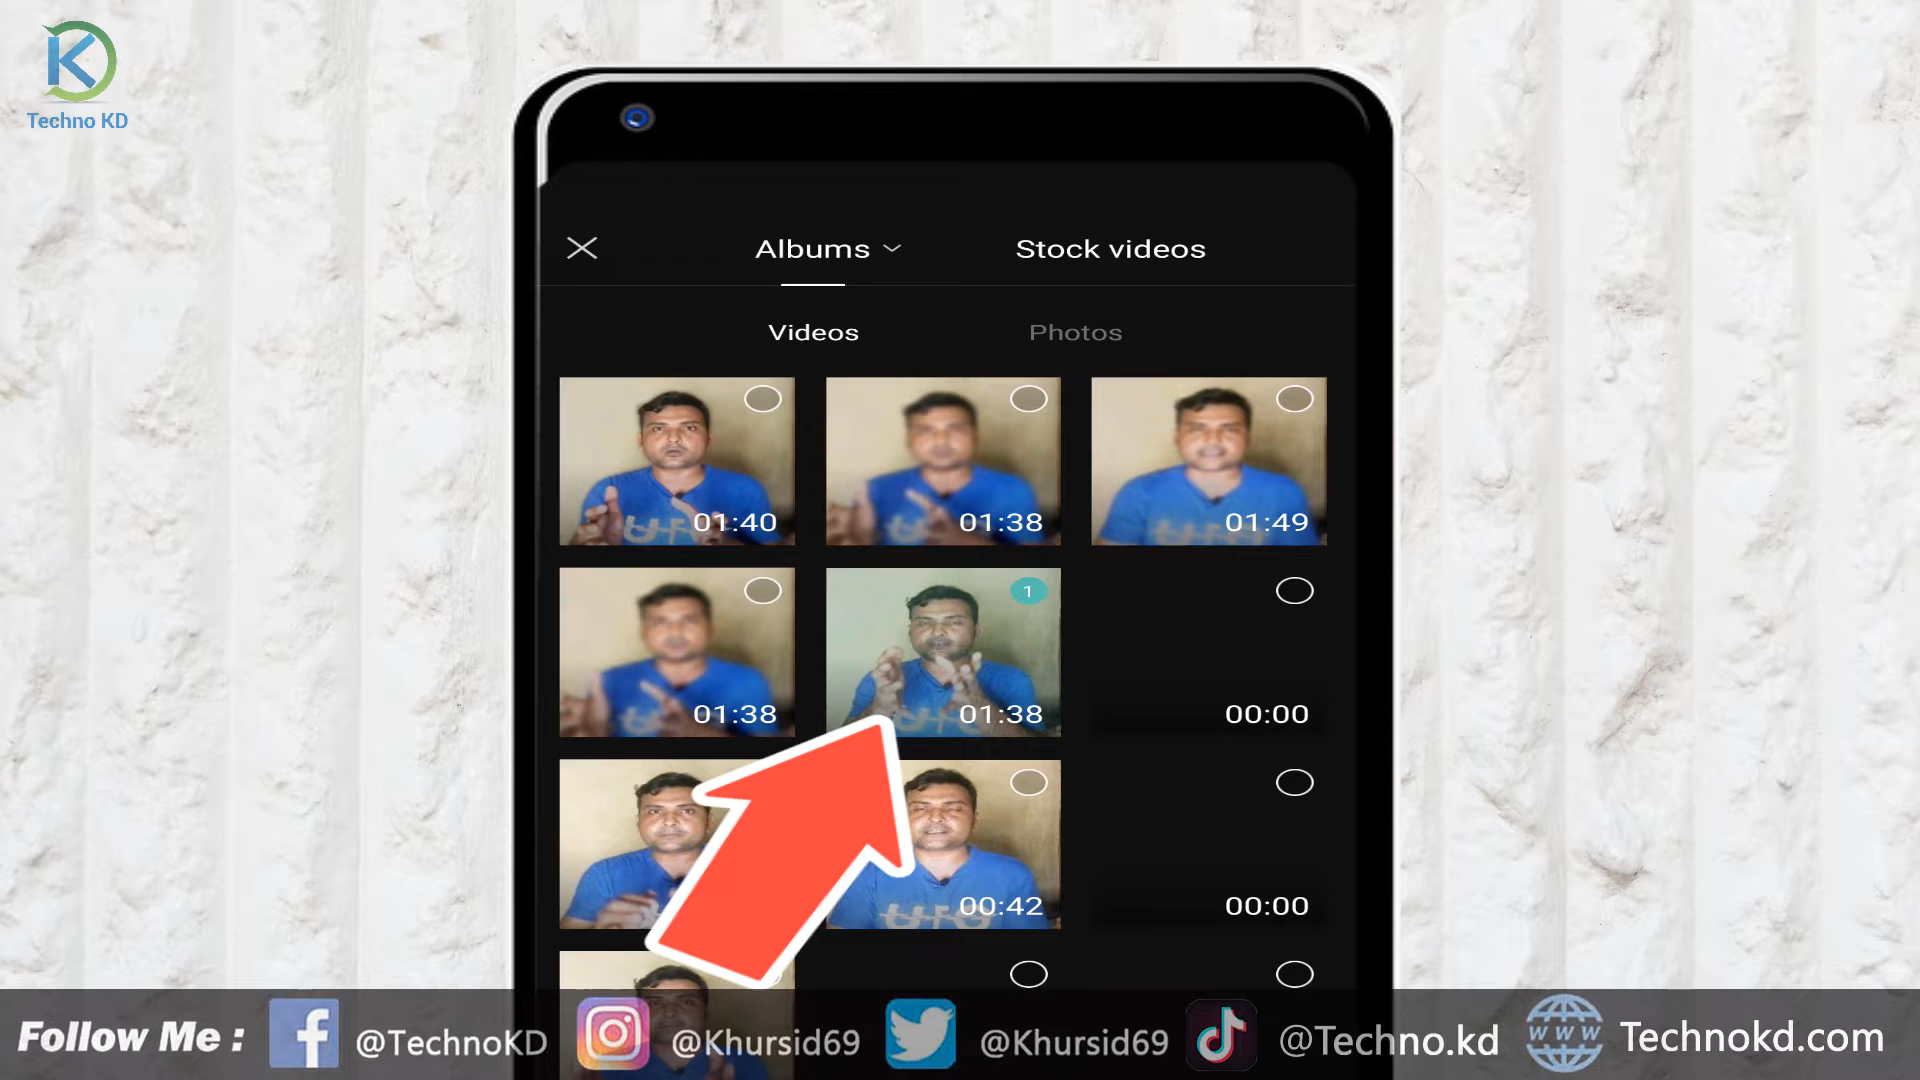 K
Techno KD
Albums
Stock videos
Videos
Photos
01:40
01:38
01:49
01:38
1
01:38
00:00
00:42
00:00
Follow Me :
f
@TechnoKD
@Khursid69
@Khursid69
@Techno.kd
WWW
Technokd.com